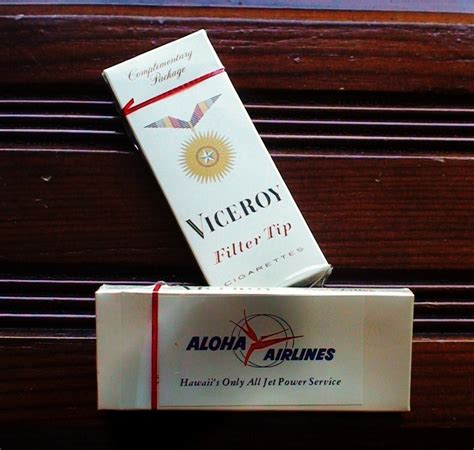 Complimentary
Package
VICEROY
Filter Tip
CIGARETTES
ALOHA
AIRLINES
Hawaii's Only All Jet Power Service